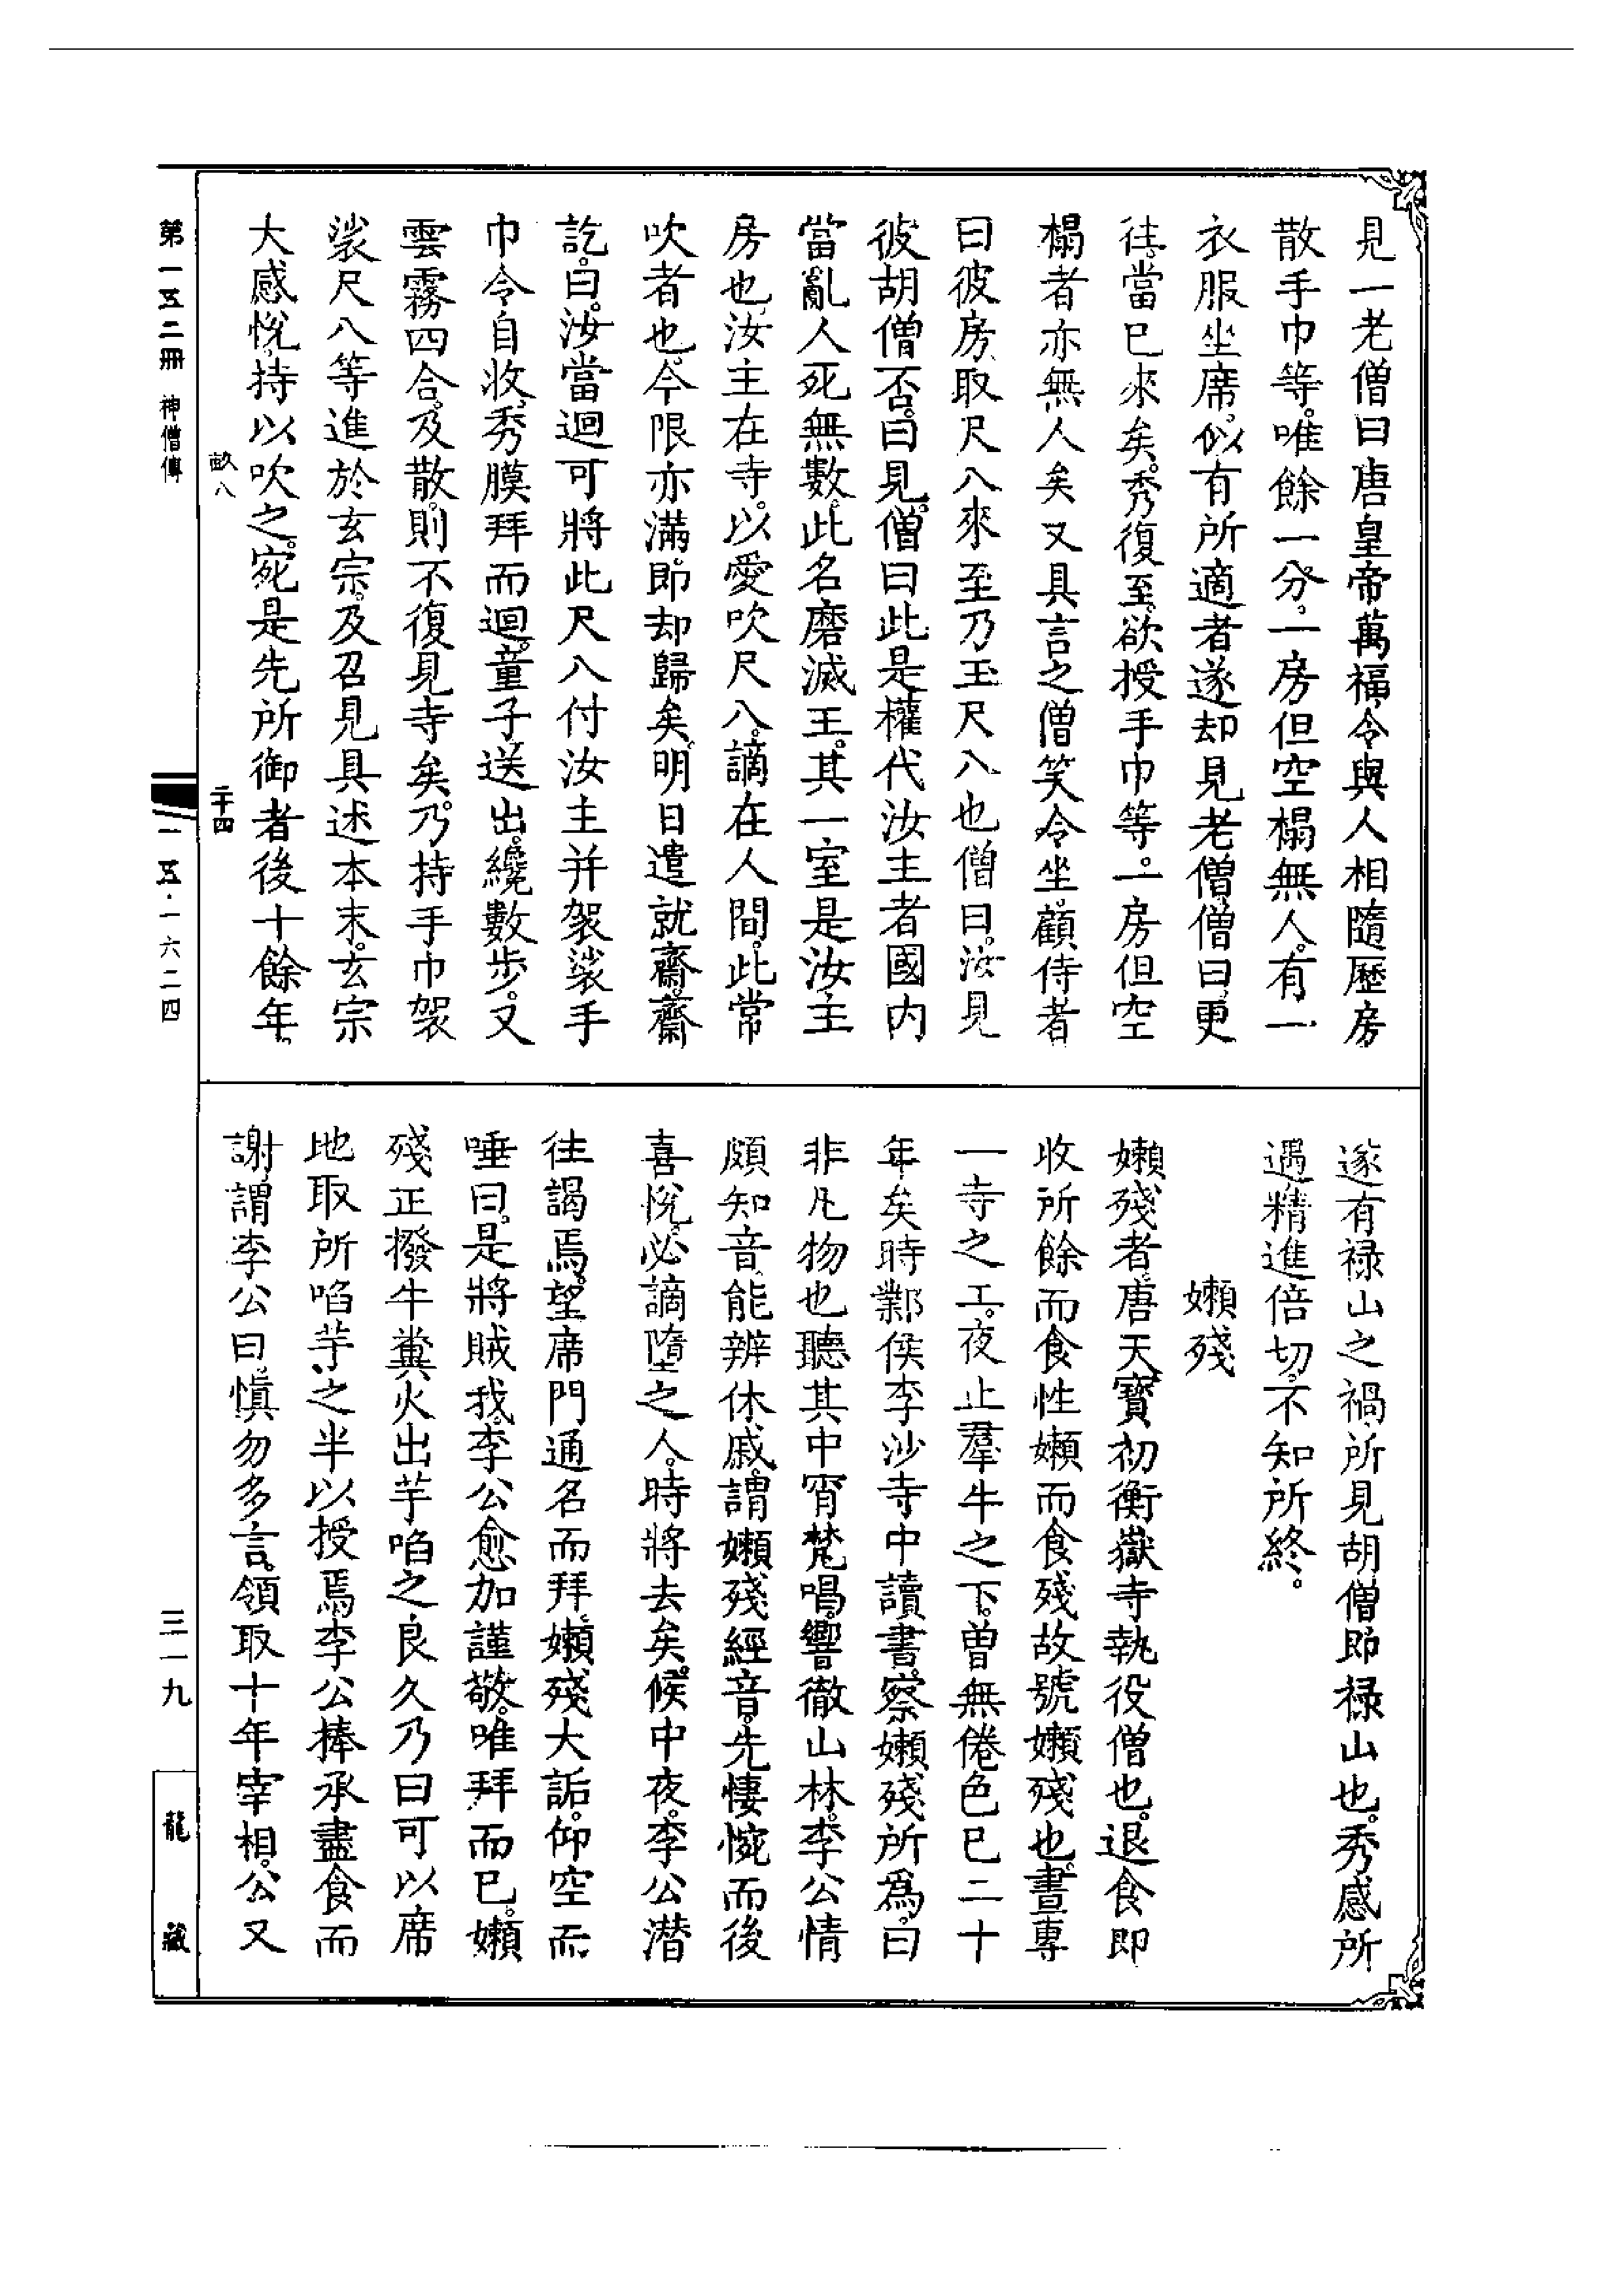 見一老僧曰唐皇帝萬福令與人相隨歷房
散手巾等。唯餘一分。一房但空榻無人。有一
衣服坐席。似有所適者遂却見老僧。僧曰。更
往。當已來矣。秀復至。欲授手巾等。一房但空
榻者亦無人矣又具言之僧笑令坐。顧侍者
曰彼房取尺八來至乃玉尺八也僧曰。汝見
彼胡僧否。曰見。僧曰此是權代汝主者國內
當亂人死無數。此名磨滅王。其一室是汝主
房也。汝主在寺。以愛吹尺八。謫在人間。此常
吹者也。今限亦滿。即却歸矣。明日遣就齋。齋
訖。曰。汝當迴可將此尺八付汝主并袈裟手
巾令自收。秀膜拜而迴。童子送出。纔數步。又
雲霧四合。及散。則不復見寺矣。乃持手巾袈
裟尺八等進於玄宗。及召見具述本末。玄宗
大感悅。持以吹之。宛是先所御者後十餘年。
遂有祿山之禍。所見胡僧即祿山也。秀感所
遇精進倍切。不知所終。
嬾殘
嬾殘者。唐天寶初衡嶽寺執役僧也。退食即
收所餘而食性嬾而食殘故號嬾殘也。晝專
一寺之工。夜止羣牛之下。曾無倦色已二十
年矣時鄴侯李沙寺中讀書。察嬾殘所爲。曰
非凡物也聽其中宵梵唱。響徹山林。李公情
頗知音。能辨休戚。謂嬾殘經音。先悽惋而後
喜悅。必謫墮之人。時將去矣。候中夜。李公潛
往謁焉。望席門通名而拜。嬾殘大詬。仰空而
唾曰。是將賊我。李公愈加謹敬。唯拜而已。嬾
殘正撥牛糞火出芋啗之良久乃曰可以席
地取所啗芋之半以授焉李公捧承盡食而
謝。謂李公曰。慎勿多言。領取十年宰相。公又
第一五二冊 神僧傳
畝八
二十四
一五·一六二四
三一九
龍藏